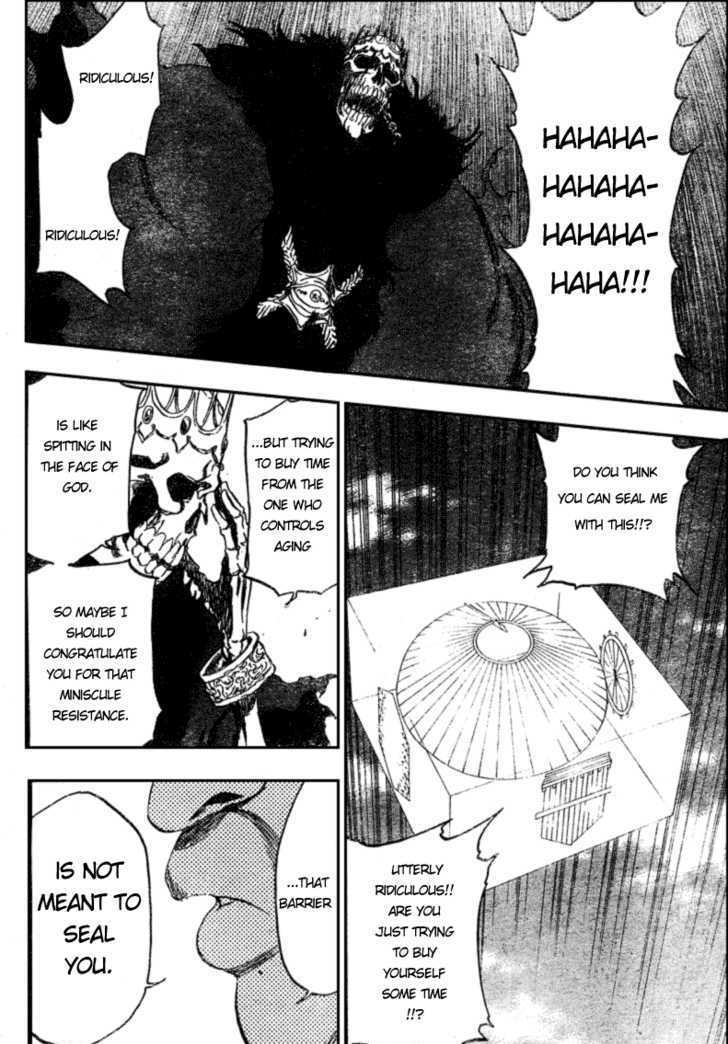 HAHAHA-
HAHAHA-
HAHAHA-
HAHA!!!
RIDICULOUS!
RIDICULOUS!
DO YOU THINK
YOU CAN SEAL ME
WITH THIS!!?
UTTERLY
RIDICULOUS!!
ARE YOU
JUST TRYING
TO BUY
YOURSELF
SOME TIME
!!?
...BUT TRYING
TO BUY TIME
FROM THE
ONE WHO
CONTROLS
AGING
IS LIKE
SPITTING IN
THE FACE OF
GOD.
SO MAYBE I
SHOULD
CONGRATULATE
YOU FOR THAT
MINISCULE
RESISTANCE.
...THAT
BARRIER
IS NOT
MEANT TO
SEAL
YOU.